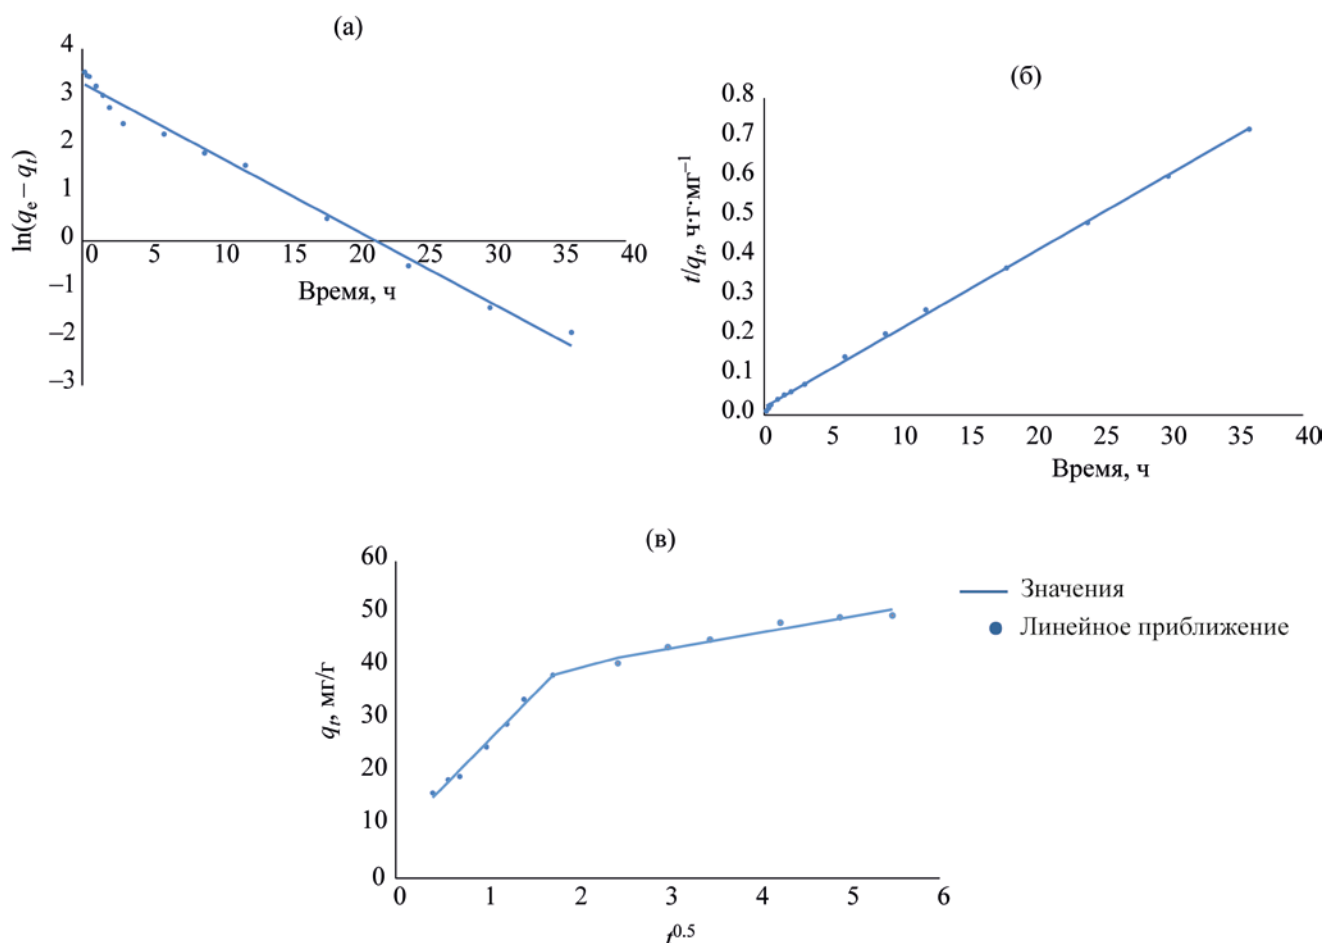 (а)
4
3
2
1
0
–1
–2
–3
ln(qe – qt)
0 5 10 15 20 25 30 35 40
Время, ч
(б)
0.8
0.7
0.6
0.5
0.4
0.3
0.2
0.1
0.0
t/qt, ч·г·мг–1
0 5 10 15 20 25 30 35 40
Время, ч
(в)
60
50
40
30
20
10
0
qt, мг/г
0 1 2 3 4 5 6
t0.5
Значения
Линейное приближение